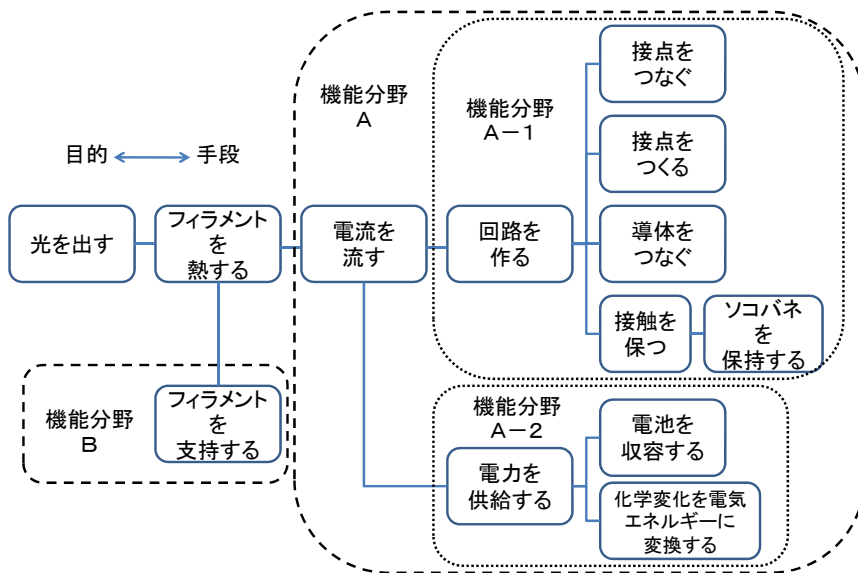 目的
手段
光を出す
フィラメント
を
熱する
機能分野
B
フィラメント
を
支持する
機能分野
A
電流を
流す
機能分野
A－1
回路を
作る
接点を
つなぐ
接点を
つくる
導体を
つなぐ
接触を
保つ
ソコバネ
を
保持する
機能分野
A－2
電力を
供給する
電池を
収容する
化学変化を電気
エネルギーに
変換する